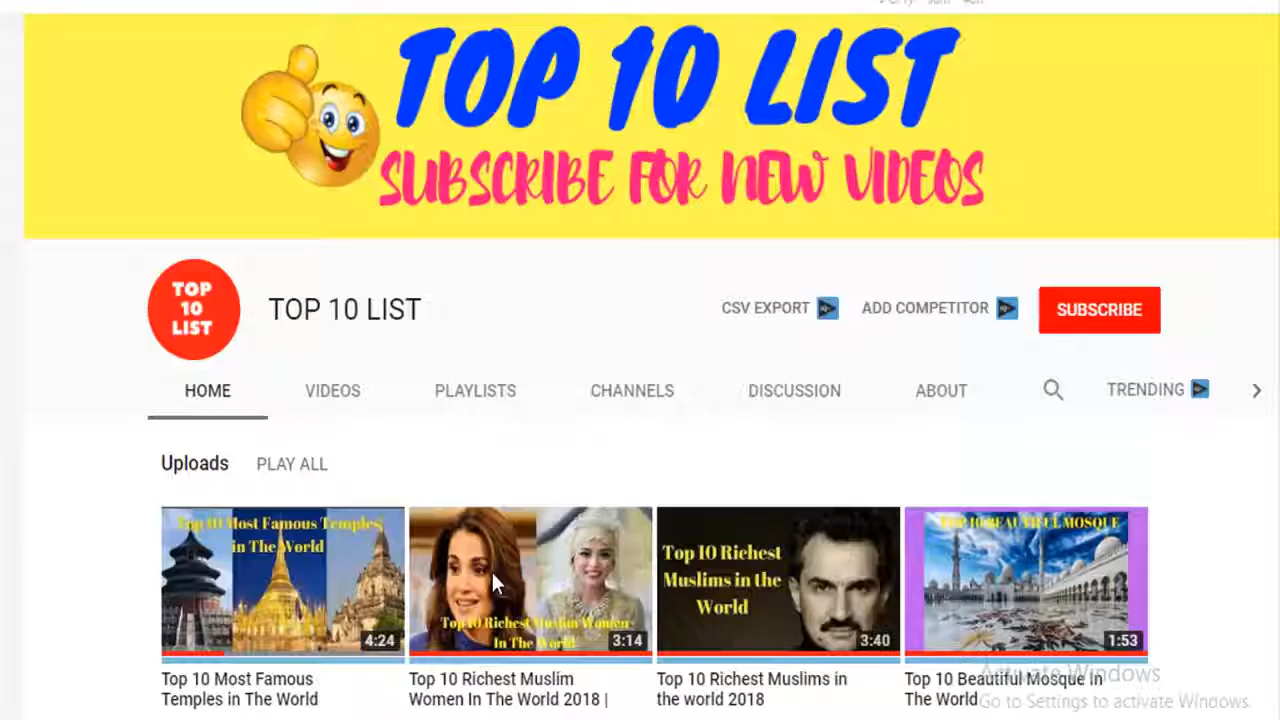 TOP 10 LIST
SUBSCRIBE FOR NEW VIDEOS
TOP
10
LIST
TOP 10 LIST
CSV EXPORT
ADD COMPETITOR
SUBSCRIBE
HOME
VIDEOS
PLAYLISTS
CHANNELS
DISCUSSION
ABOUT
TRENDING
Uploads
PLAY ALL
Top 10 Most Famous Temples
in The World
4:24
Top 10 Richest Muslim Women
In The World
3:14
Top 10 Richest
Muslims in the
World
3:40
TOP 10 BEAUTIFUL MOSQUE
1:53
Top 10 Most Famous
Temples in The World
Top 10 Richest Muslim
Women In The World 2018 |
Top 10 Richest Muslims in
the world 2018
Top 10 Beautiful Mosque In
The World
Activate Windows
Go to Settings to activate Windows.